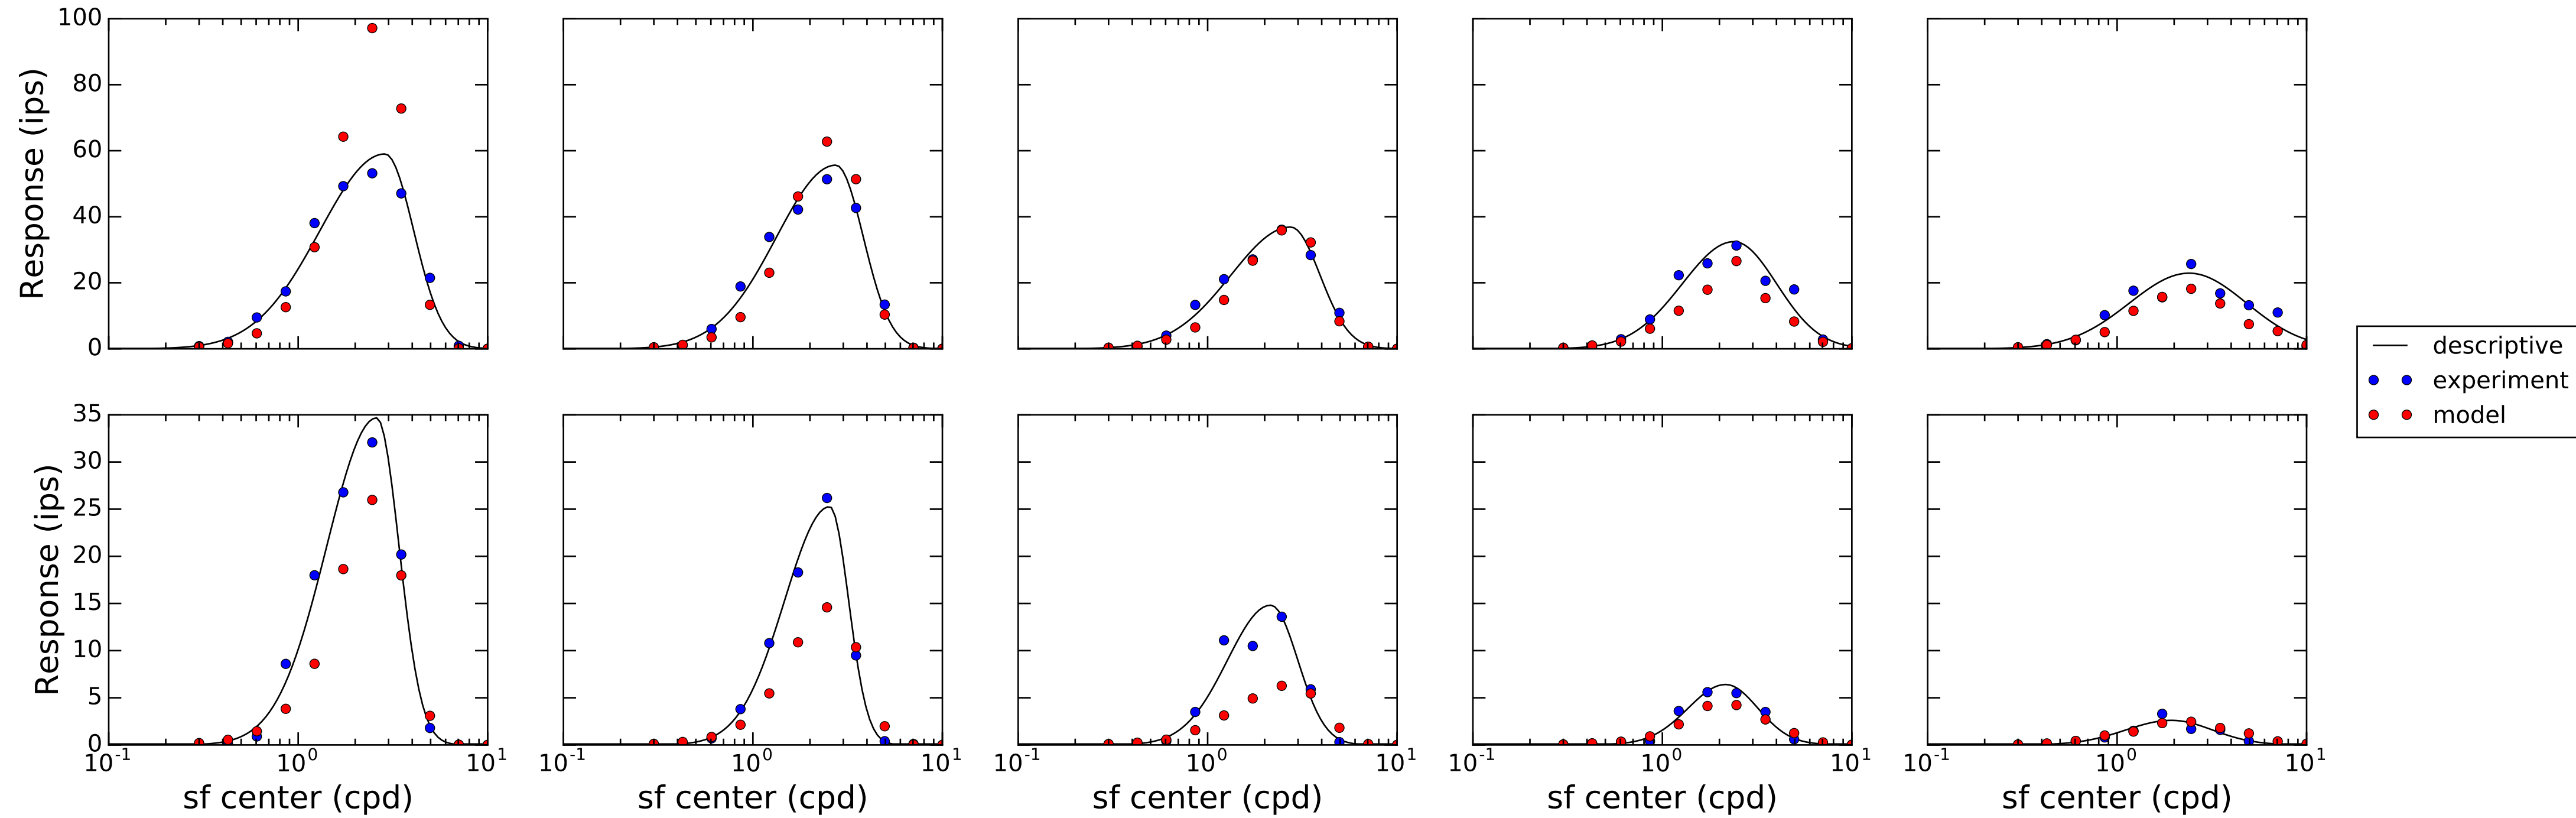 Response (ips)
100
80
60
40
20
0
descriptive
experiment
model
Response (ips)
35
30
25
20
15
10
5
0
10^-1 10^0 10^1 10^-1 10^0 10^1 10^-1 10^0 10^1 10^-1 10^0 10^1 10^-1 10^0 10^1
sf center (cpd) sf center (cpd) sf center (cpd) sf center (cpd) sf center (cpd)